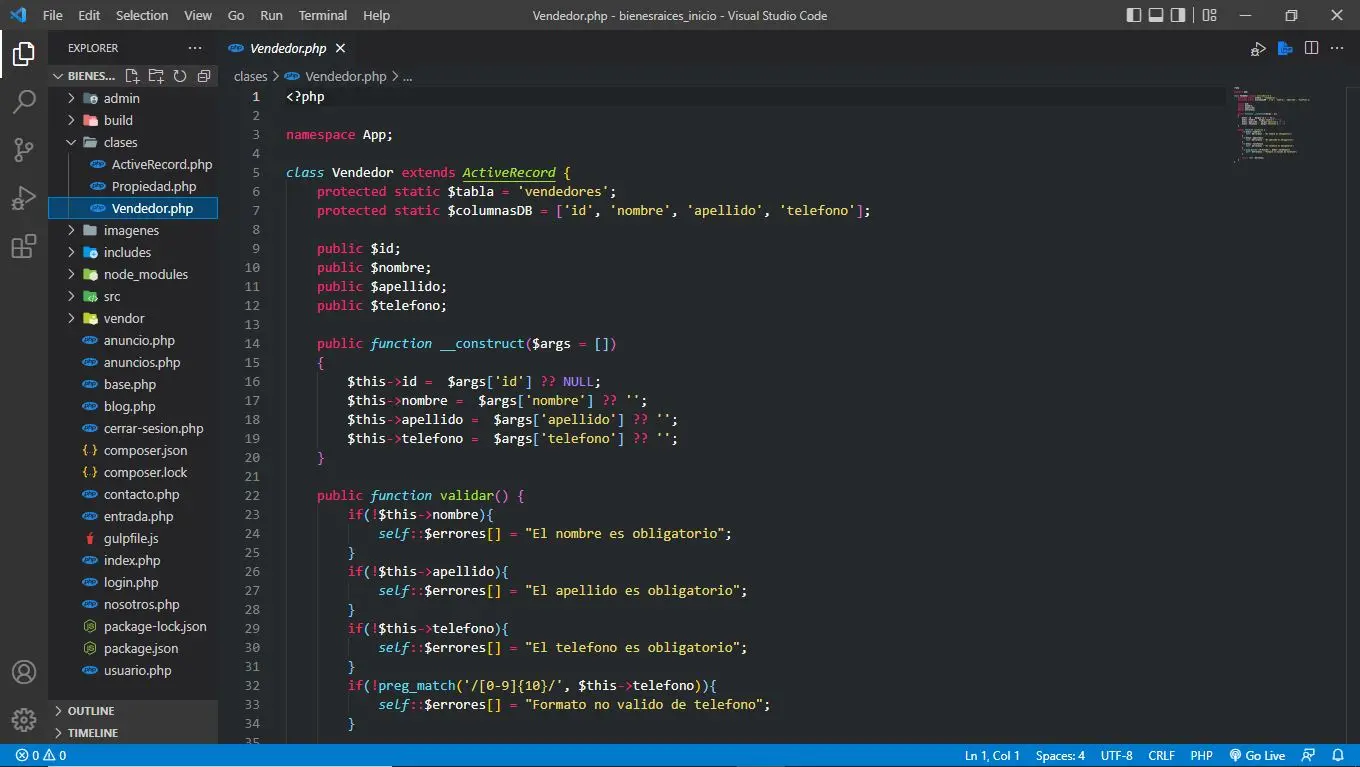 File Edit Selection View Go Run Terminal Help
Vendedor.php - bienesraices_inicio - Visual Studio Code
EXPLORER
BIENES...
admin
build
clases
ActiveRecord.php
Propiedad.php
Vendedor.php
imagenes
includes
node_modules
src
vendor
anuncio.php
anuncios.php
base.php
blog.php
cerrar-sesion.php
composer.json
composer.lock
contacto.php
entrada.php
gulpfile.js
index.php
login.php
nosotros.php
package-lock.json
package.json
usuario.php
OUTLINE
TIMELINE
Vendedor.php
clases > Vendedor.php > ...
1 <?php
2
3 namespace App;
4
5 class Vendedor extends ActiveRecord {
6     protected static $tabla = 'vendedores';
7     protected static $columnasDB = ['id', 'nombre', 'apellido', 'telefono'];
8
9     public $id;
10     public $nombre;
11     public $apellido;
12     public $telefono;
13
14     public function __construct($args = [])
15     {
16         $this->id =  $args['id'] ?? NULL;
17         $this->nombre =  $args['nombre'] ?? '';
18         $this->apellido =  $args['apellido'] ?? '';
19         $this->telefono =  $args['telefono'] ?? '';
20     }
21
22     public function validar() {
23         if(!$this->nombre){
24             self::$errores[] = "El nombre es obligatorio";
25         }
26         if(!$this->apellido){
27             self::$errores[] = "El apellido es obligatorio";
28         }
29         if(!$this->telefono){
30             self::$errores[] = "El telefono es obligatorio";
31         }
32         if(!preg_match('/[0-9]{10}/', $this->telefono)){
33             self::$errores[] = "Formato no valido de telefono";
34         }
35
0 0
Ln 1, Col 1 Spaces: 4 UTF-8 CRLF PHP Go Live